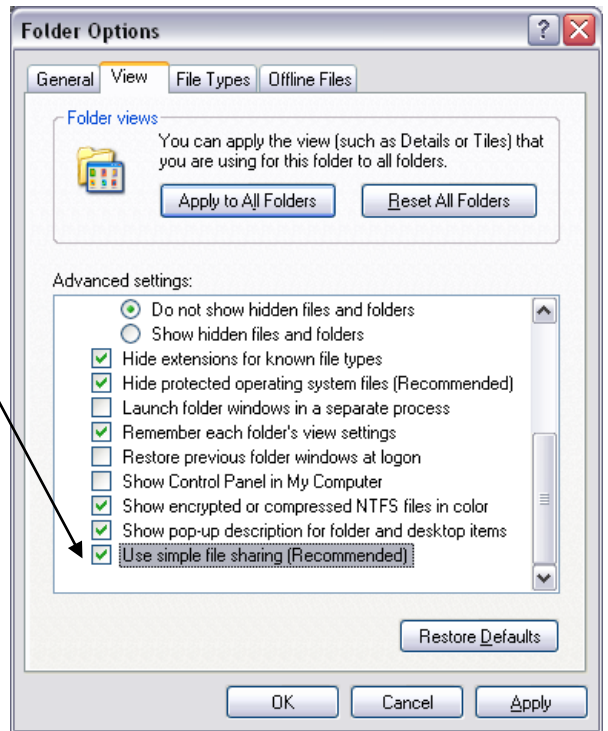 Folder Options
General View File Types Offline Files
Folder views
You can apply the view (such as Details or Tiles) that
you are using for this folder to all folders.
Apply to All Folders Reset All Folders
Advanced settings:
Do not show hidden files and folders
Show hidden files and folders
Hide extensions for known file types
Hide protected operating system files (Recommended)
Launch folder windows in a separate process
Remember each folder's view settings
Restore previous folder windows at logon
Show Control Panel in My Computer
Show encrypted or compressed NTFS files in color
Show pop-up description for folder and desktop items
Use simple file sharing (Recommended)
Restore Defaults
OK Cancel Apply